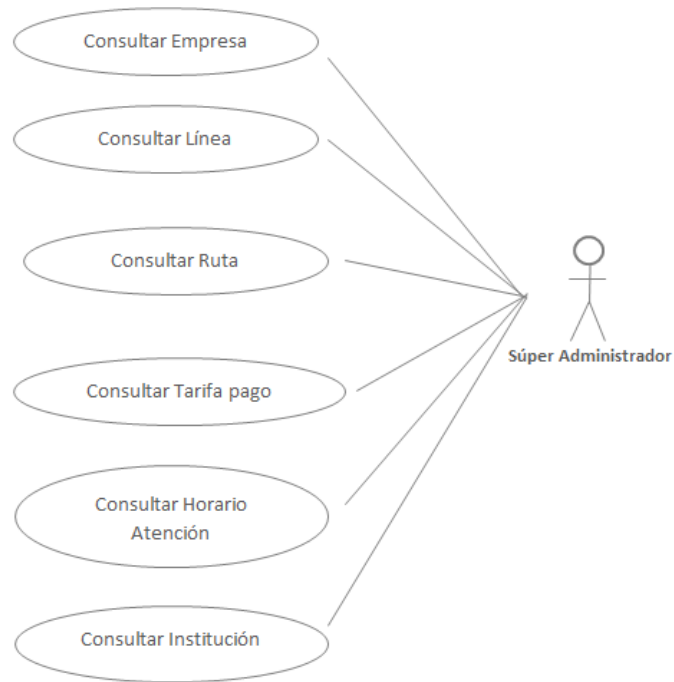 Consultar Empresa
Consultar Línea
Consultar Ruta
Súper Administrador
Consultar Tarifa pago
Consultar Horario
Atención
Consultar Institución